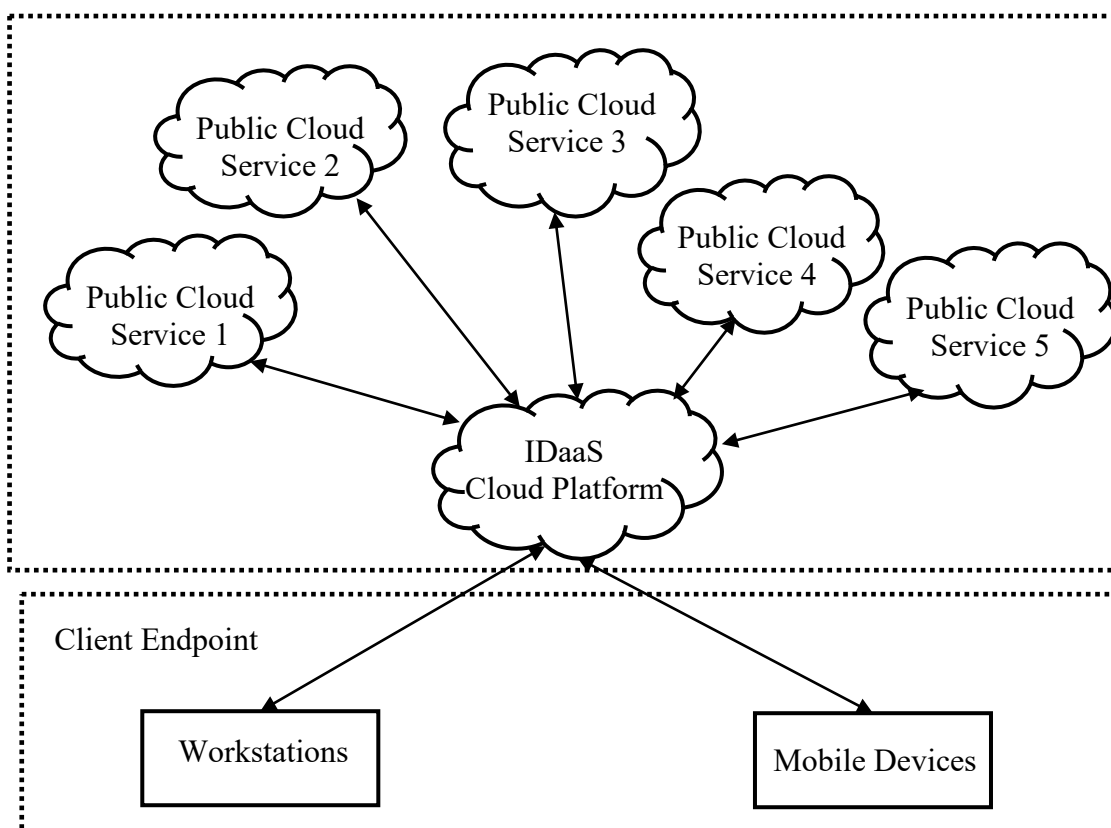 Public Cloud
Service 3
Public Cloud
Service 2
Public Cloud
Service 4
Public Cloud
Service 1
Public Cloud
Service 5
IDaaS
Cloud Platform
Client Endpoint
Workstations
Mobile Devices